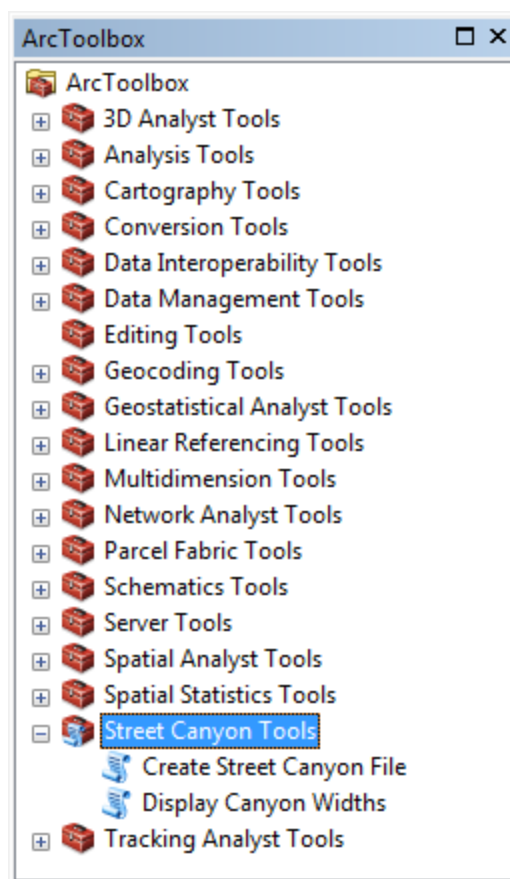 ArcToolbox
ArcToolbox
3D Analyst Tools
Analysis Tools
Cartography Tools
Conversion Tools
Data Interoperability Tools
Data Management Tools
Editing Tools
Geocoding Tools
Geostatistical Analyst Tools
Linear Referencing Tools
Multidimension Tools
Network Analyst Tools
Parcel Fabric Tools
Schematics Tools
Server Tools
Spatial Analyst Tools
Spatial Statistics Tools
Street Canyon Tools
Create Street Canyon File
Display Canyon Widths
Tracking Analyst Tools